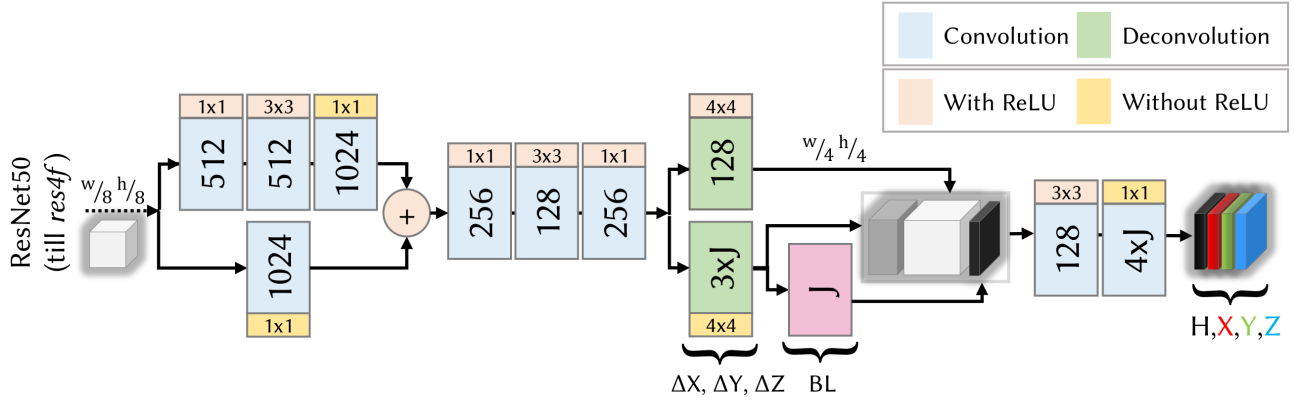 Convolution Deconvolution
With ReLU Without ReLU
ResNet50
(till res4f)
w/8 h/8
1x1 3x3 1x1
512 512 1024
1024
1x1
+
1x1 3x3 1x1
256 128 256
4x4
128
3xJ
4x4
ΔX, ΔY, ΔZ
J
BL
w/4 h/4
3x3 1x1
128 4xJ
H,X,Y,Z